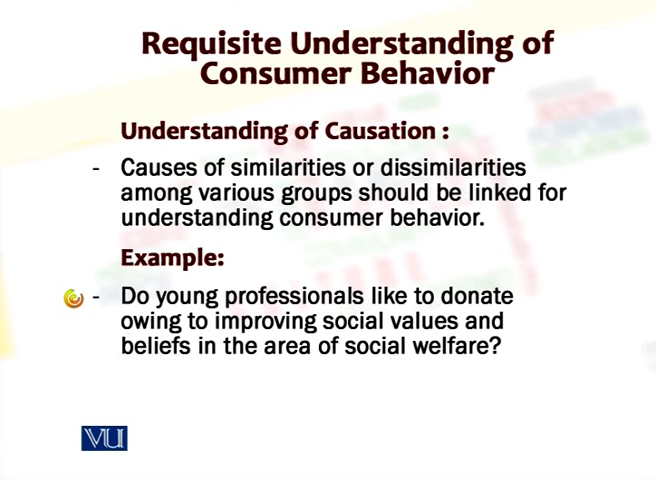 Requisite Understanding of
Consumer Behavior
Understanding of Causation :
- Causes of similarities or dissimilarities
among various groups should be linked for
understanding consumer behavior.
Example:
- Do young professionals like to donate
owing to improving social values and
beliefs in the area of social welfare?
VU